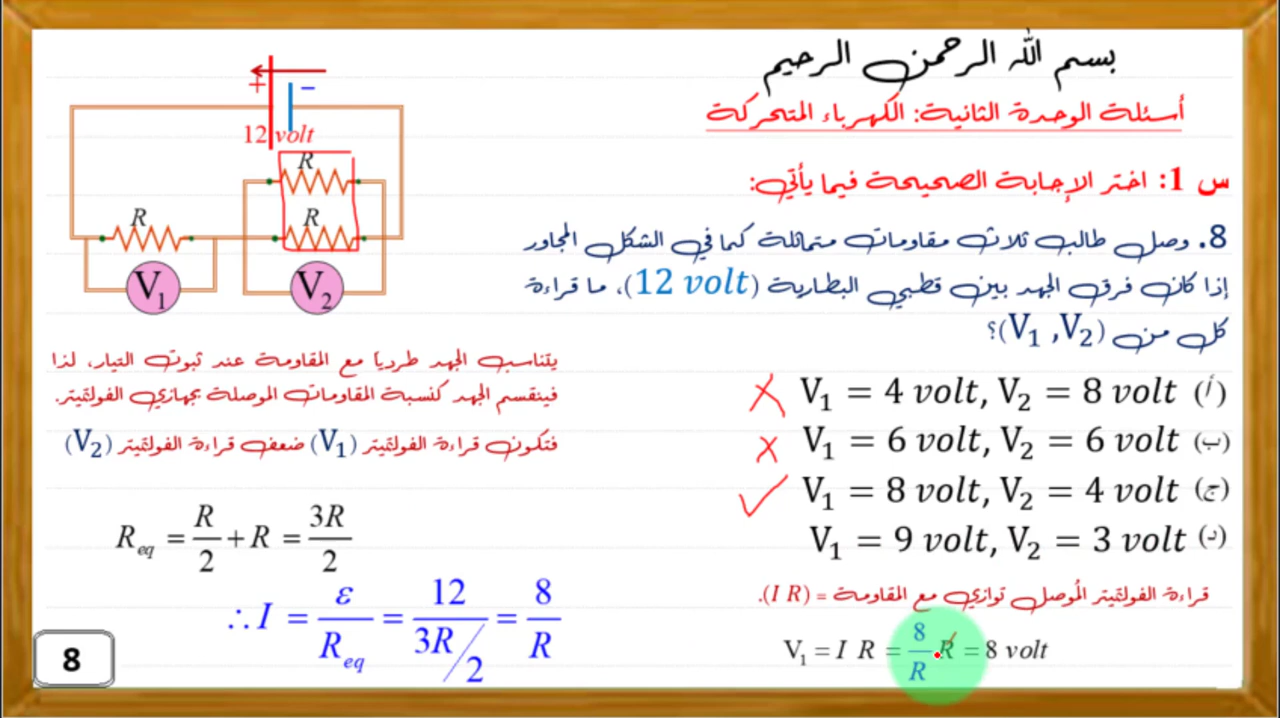 بسم الله الرحمن الرحيم
أسئلة الوحدة الثانية: الكهرباء المتحركة
س 1: اختر الإجابة الصحيحة فيما يأتي:
8. وصل طالب ثلاث مقاومات متماثلة كما في الشكل المجاور
إذا كان فرق الجهد بين قطبي البطارية (12 volt)، ما قراءة
كل من (V₁ ,V₂)؟
(أ) V₁ = 4 volt, V₂ = 8 volt
(ب) V₁ = 6 volt, V₂ = 6 volt
(ج) V₁ = 8 volt, V₂ = 4 volt
(د) V₁ = 9 volt, V₂ = 3 volt
قراءة الفولتميتر المُوصل توازي مع المقاومة = (I R).
V₁ = I R = 8/R R = 8 volt
+ −
12 volt
R
R
R
V₁
V₂
يتناسب الجهد طرديا مع المقاومة عند ثبوت التيار، لذا
فينقسم الجهد كنسبة المقاومات الموصلة بجهازي الفولتميتر.
فتكون قراءة الفولتميتر (V₁) ضعف قراءة الفولتميتر (V₂)
R_eq = R/2 + R = 3R/2
∴ I = ε/R_eq = 12/(3R/2) = 8/R
8